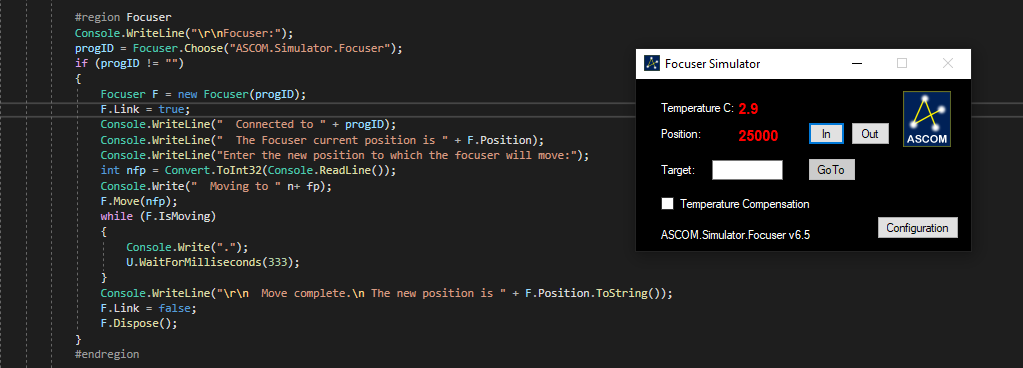 #region Focuser
Console.WriteLine("\r\nFocuser:");
progID = Focuser.Choose("ASCOM.Simulator.Focuser");
if (progID != "")
{
Focuser F = new Focuser(progID);
F.Link = true;
Console.WriteLine("  Connected to " + progID);
Console.WriteLine("  The Focuser current position is " + F.Position);
Console.WriteLine("Enter the new position to which the focuser will move:");
int nfp = Convert.ToInt32(Console.ReadLine());
Console.Write("  Moving to " n+ fp);
F.Move(nfp);
while (F.IsMoving)
{
Console.Write(".");
U.WaitForMilliseconds(333);
}
Console.WriteLine("\r\n  Move complete.\n The new position is " + F.Position.ToString());
F.Link = false;
F.Dispose();
}
#endregion
Focuser Simulator
Temperature C: 2.9
Position: 25000 In Out
ASCOM
Target: GoTo
Temperature Compensation
Configuration
ASCOM.Simulator.Focuser v6.5